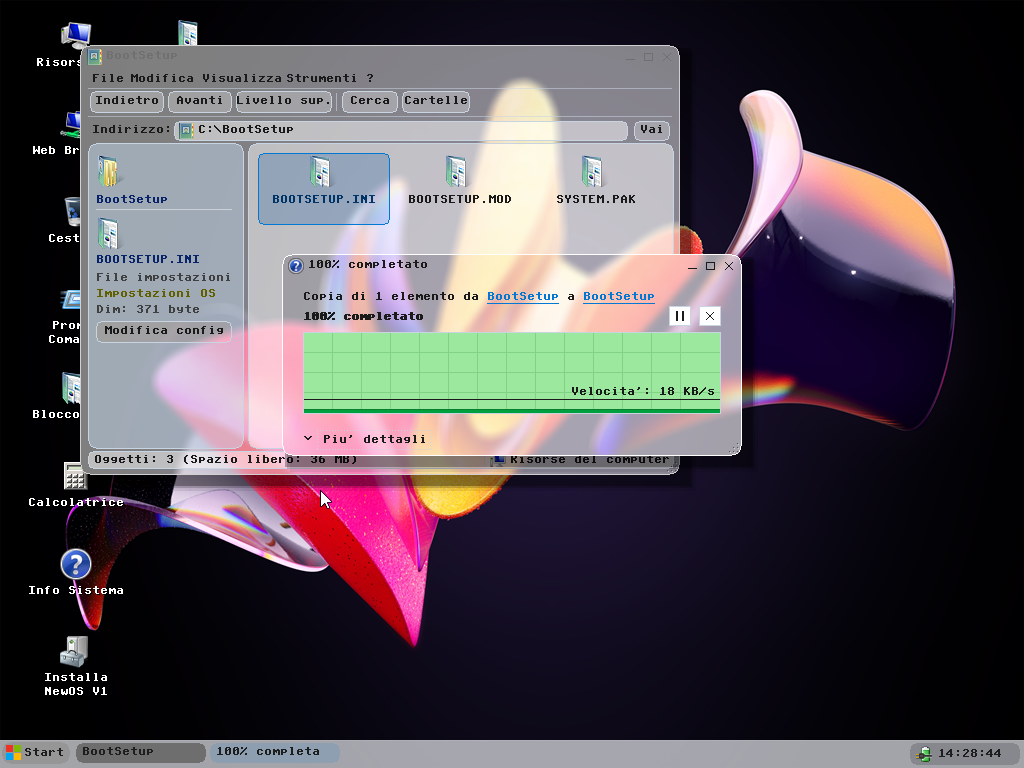 Risors
Web Br
Cest
Pron
Coma
Blocco
Calcolatrice
Info Sistema
Installa
NewOS V1
BootSetup
File Modifica Visualizza Strumenti ?
Indietro Avanti Livello sup. Cerca Cartelle
Indirizzo: C:\BootSetup Vai
BootSetup
BOOTSETUP.INI
File impostazioni
Impostazioni OS
Dim: 371 byte
Modifica config
BOOTSETUP.INI BOOTSETUP.MOD SYSTEM.PAK
100% completato
Copia di 1 elemento da BootSetup a BootSetup
100% completato
Velocita': 18 KB/s
Piu' dettagli
Oggetti: 3 (Spazio libero: 36 MB) Risorse del computer
Start BootSetup 100% completa 14:28:44